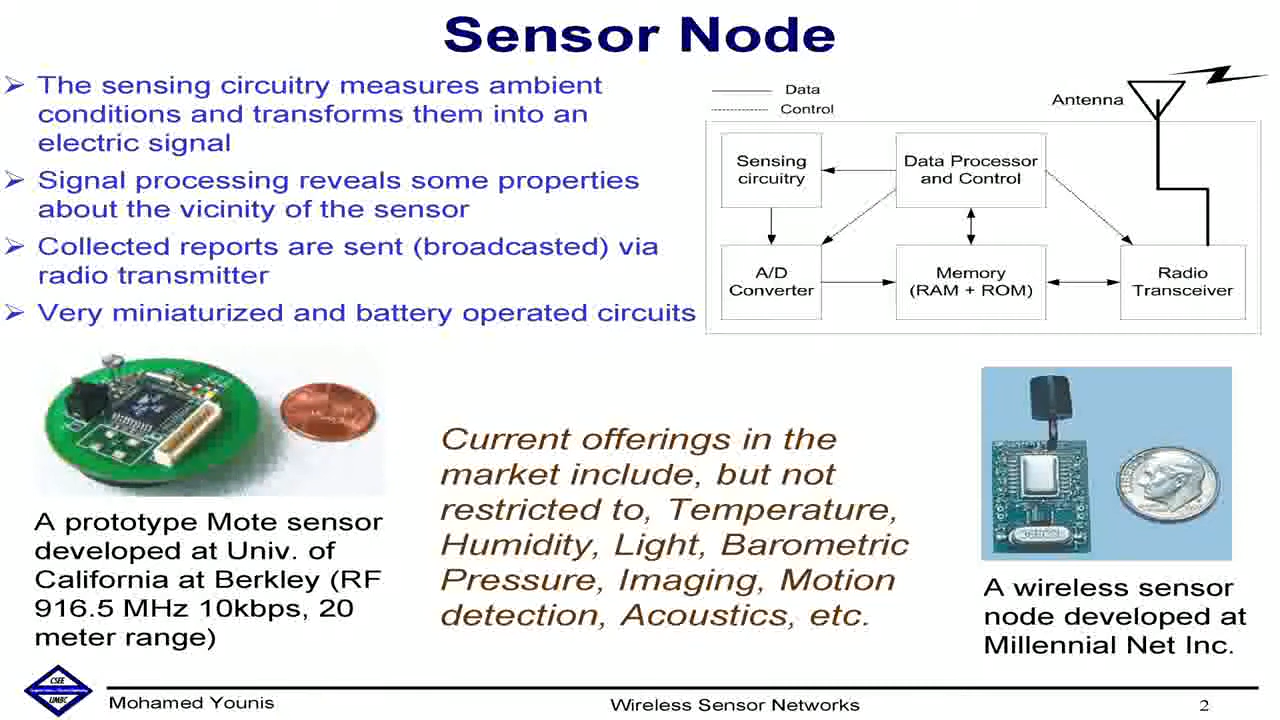 Sensor Node
The sensing circuitry measures ambient
conditions and transforms them into an
electric signal
Signal processing reveals some properties
about the vicinity of the sensor
Collected reports are sent (broadcasted) via
radio transmitter
Very miniaturized and battery operated circuits
Data
Control
Antenna
Sensing
circuitry
Data Processor
and Control
A/D
Converter
Memory
(RAM + ROM)
Radio
Transceiver
A prototype Mote sensor
developed at Univ. of
California at Berkley (RF
916.5 MHz 10kbps, 20
meter range)
Current offerings in the
market include, but not
restricted to, Temperature,
Humidity, Light, Barometric
Pressure, Imaging, Motion
detection, Acoustics, etc.
A wireless sensor
node developed at
Millennial Net Inc.
CSEE
UMBC
Mohamed Younis
Wireless Sensor Networks
2